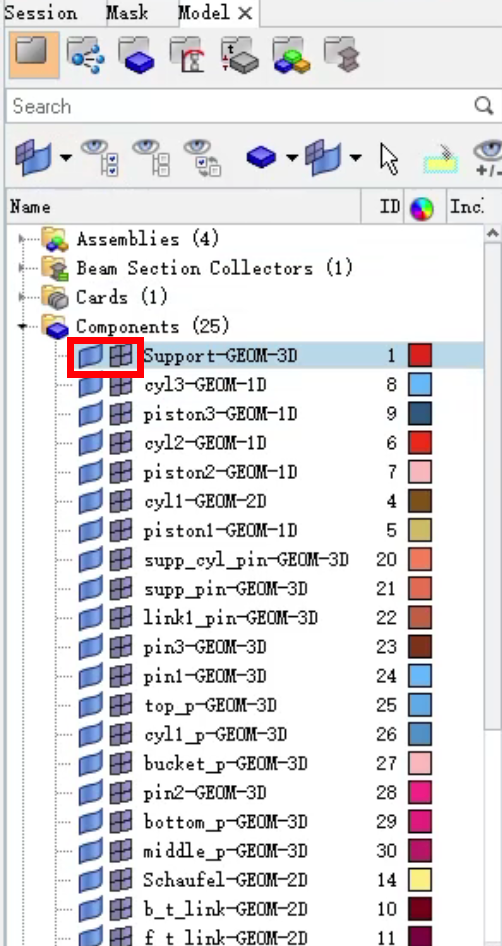 Session Mask Model
t
Search
+/-
Name ID Incl
Assemblies (4)
Beam Section Collectors (1)
Cards (1)
Components (25)
Support-GEOM-3D 1
cyl3-GEOM-1D 8
piston3-GEOM-1D 9
cyl2-GEOM-1D 6
piston2-GEOM-1D 7
cyl1-GEOM-2D 4
piston1-GEOM-1D 5
supp_cyl_pin-GEOM-3D 20
supp_pin-GEOM-3D 21
link1_pin-GEOM-3D 22
pin3-GEOM-3D 23
pin1-GEOM-3D 24
top_p-GEOM-3D 25
cyl1_p-GEOM-3D 26
bucket_p-GEOM-3D 27
pin2-GEOM-3D 28
bottom_p-GEOM-3D 29
middle_p-GEOM-3D 30
Schaufel-GEOM-2D 14
b_t_link-GEOM-2D 10
f_t_link-GEOM-2D 11